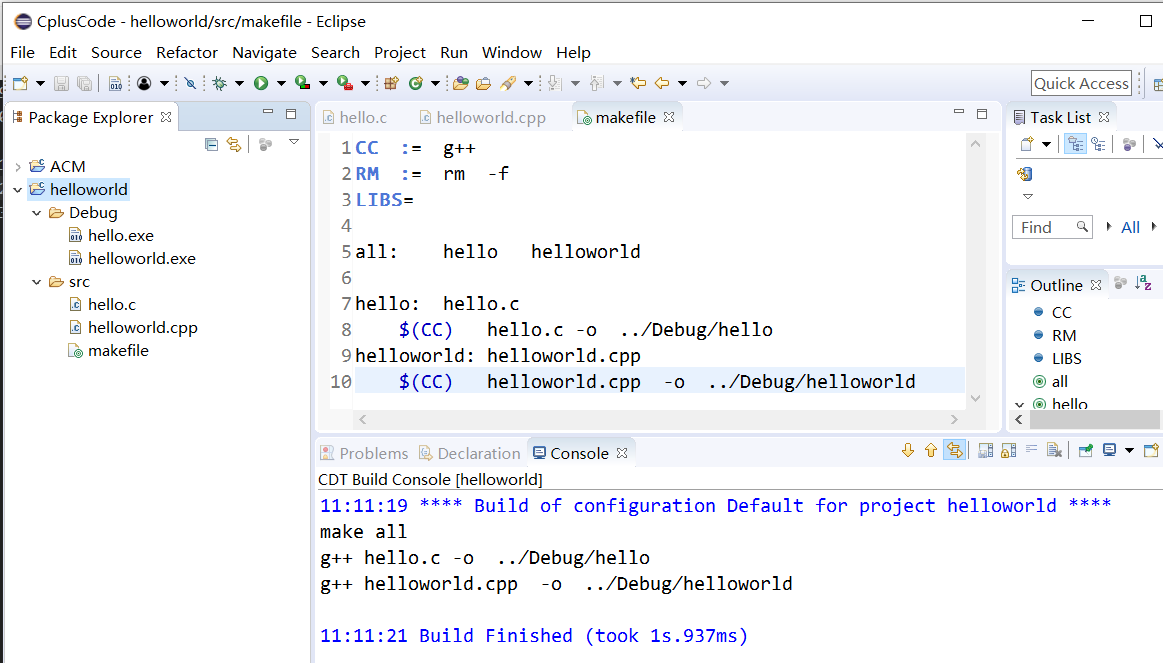 CplusCode - helloworld/src/makefile - Eclipse
File Edit Source Refactor Navigate Search Project Run Window Help
Quick Access
Package Explorer
ACM
helloworld
Debug
hello.exe
helloworld.exe
src
hello.c
helloworld.cpp
makefile
hello.c helloworld.cpp makefile
1 CC := g++
2 RM := rm -f
3 LIBS=
4
5 all: hello helloworld
6
7 hello: hello.c
8 $(CC) hello.c -o ../Debug/hello
9 helloworld: helloworld.cpp
10 $(CC) helloworld.cpp -o ../Debug/helloworld
Task List
Find All
Outline
CC
RM
LIBS
all
hello
Problems Declaration Console
CDT Build Console [helloworld]
11:11:19 **** Build of configuration Default for project helloworld ****
make all
g++ hello.c -o ../Debug/hello
g++ helloworld.cpp -o ../Debug/helloworld
11:11:21 Build Finished (took 1s.937ms)